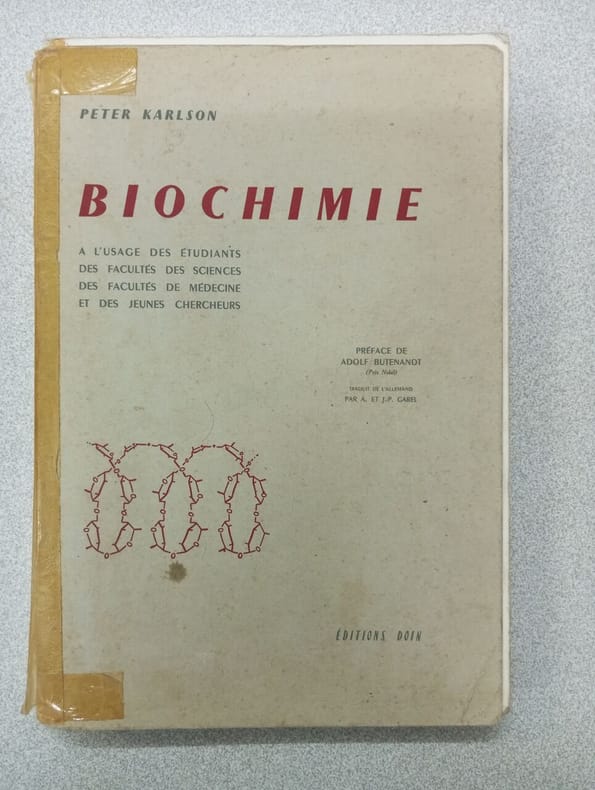 PETER KARLSON
BIOCHIMIE
A L'USAGE DES ÉTUDIANTS
DES FACULTÉS DES SCIENCES
DES FACULTÉS DE MÉDECINE
ET DES JEUNES CHERCHEURS
PRÉFACE DE
ADOLF BUTENANDT
(Prix Nobel)
TRADUIT DE L'ALLEMAND
PAR A. ET J.-P. GABEL
ÉDITIONS DOIN